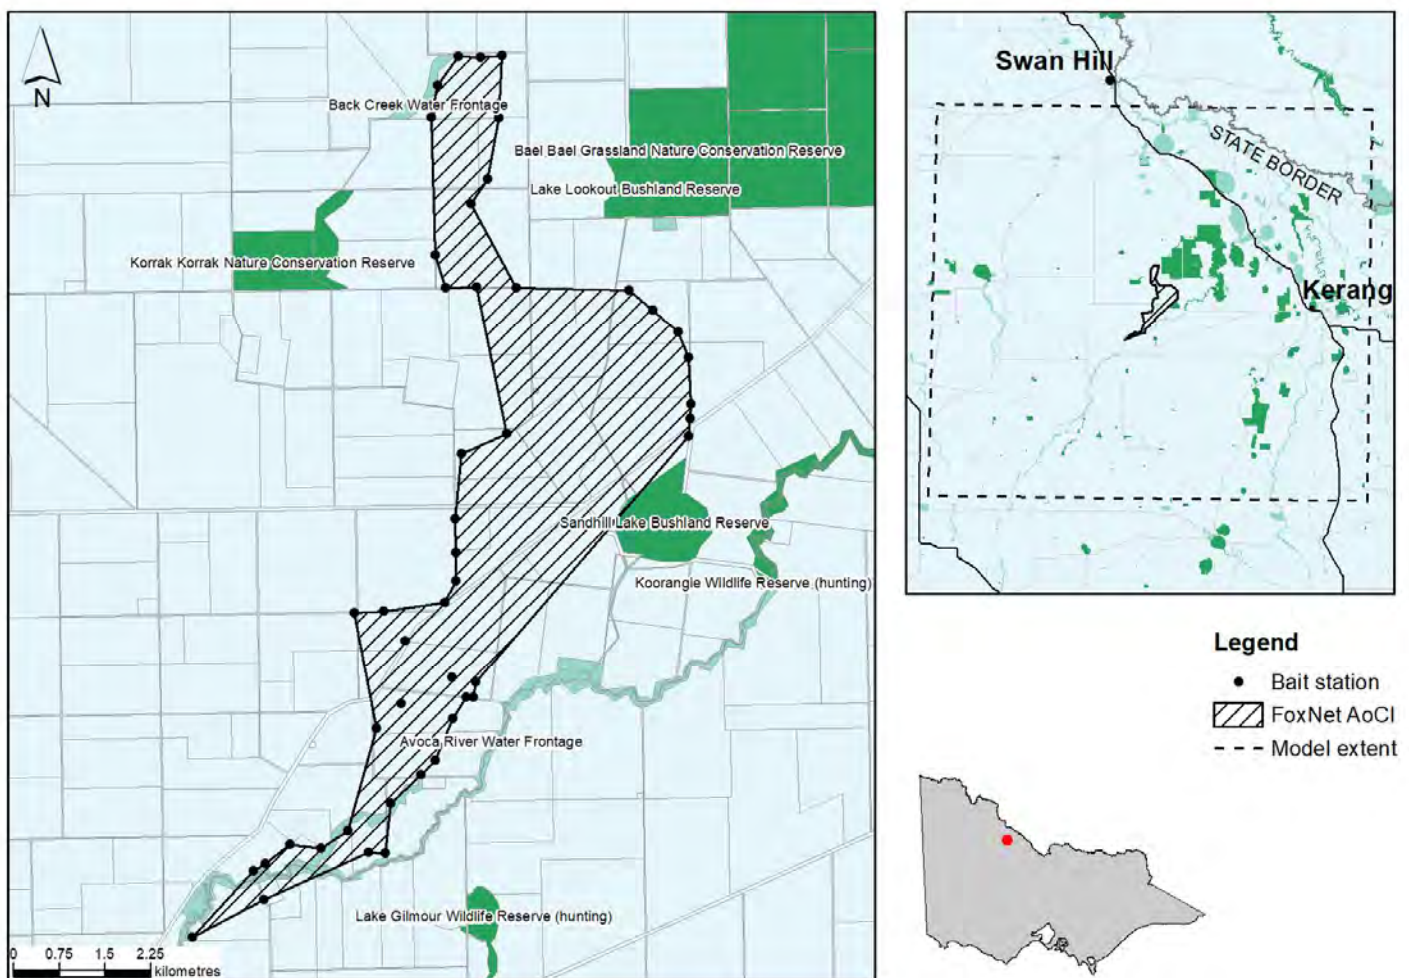 N
Back Creek Water Frontage
Bael Bael Grassland Nature Conservation Reserve
Lake Lookout Bushland Reserve
Korrak Korrak Nature Conservation Reserve
Sandhill Lake Bushland Reserve
Koorangie Wildlife Reserve (hunting)
Avoca River Water Frontage
Lake Gilmour Wildlife Reserve (hunting)
0 0.75 1.5 2.25
kilometres
Swan Hill
STATE BORDER
Kerang
Legend
Bait station
FoxNet AoCI
Model extent